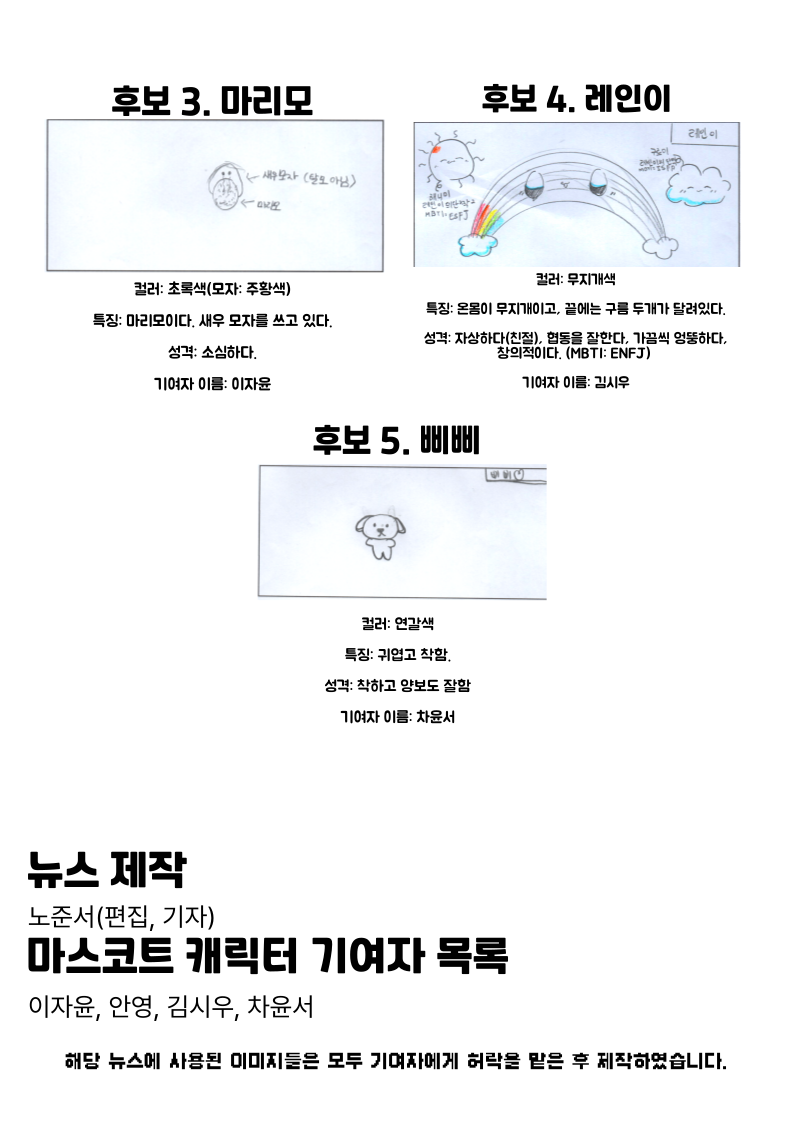 후보 3. 마리모
새우모자 (탈모 아님)
마리모
컬러: 초록색(모자: 주황색)
특징: 마리모이다. 새우 모자를 쓰고 있다.
성격: 소심하다.
기여자 이름: 이자윤
후보 4. 레인이
레인이
해님이
MBTI: ESFJ
구름이
MBTI: ESFP
컬러: 무지개색
특징: 온몸이 무지개이고, 끝에는 구름 두개가 달려있다.
성격: 자상하다(친절), 협동을 잘한다, 가끔씩 엉뚱하다,
창의적이다. (MBTI: ENFJ)
기여자 이름: 김시우
후보 5. 삐삐
삐삐
컬러: 연갈색
특징: 귀엽고 착함.
성격: 착하고 양보도 잘함
기여자 이름: 차윤서
뉴스 제작
노준서(편집, 기자)
마스코트 캐릭터 기여자 목록
이자윤, 안영, 김시우, 차윤서
해당 뉴스에 사용된 이미지들은 모두 기여자에게 허락을 맡은 후 제작하였습니다.